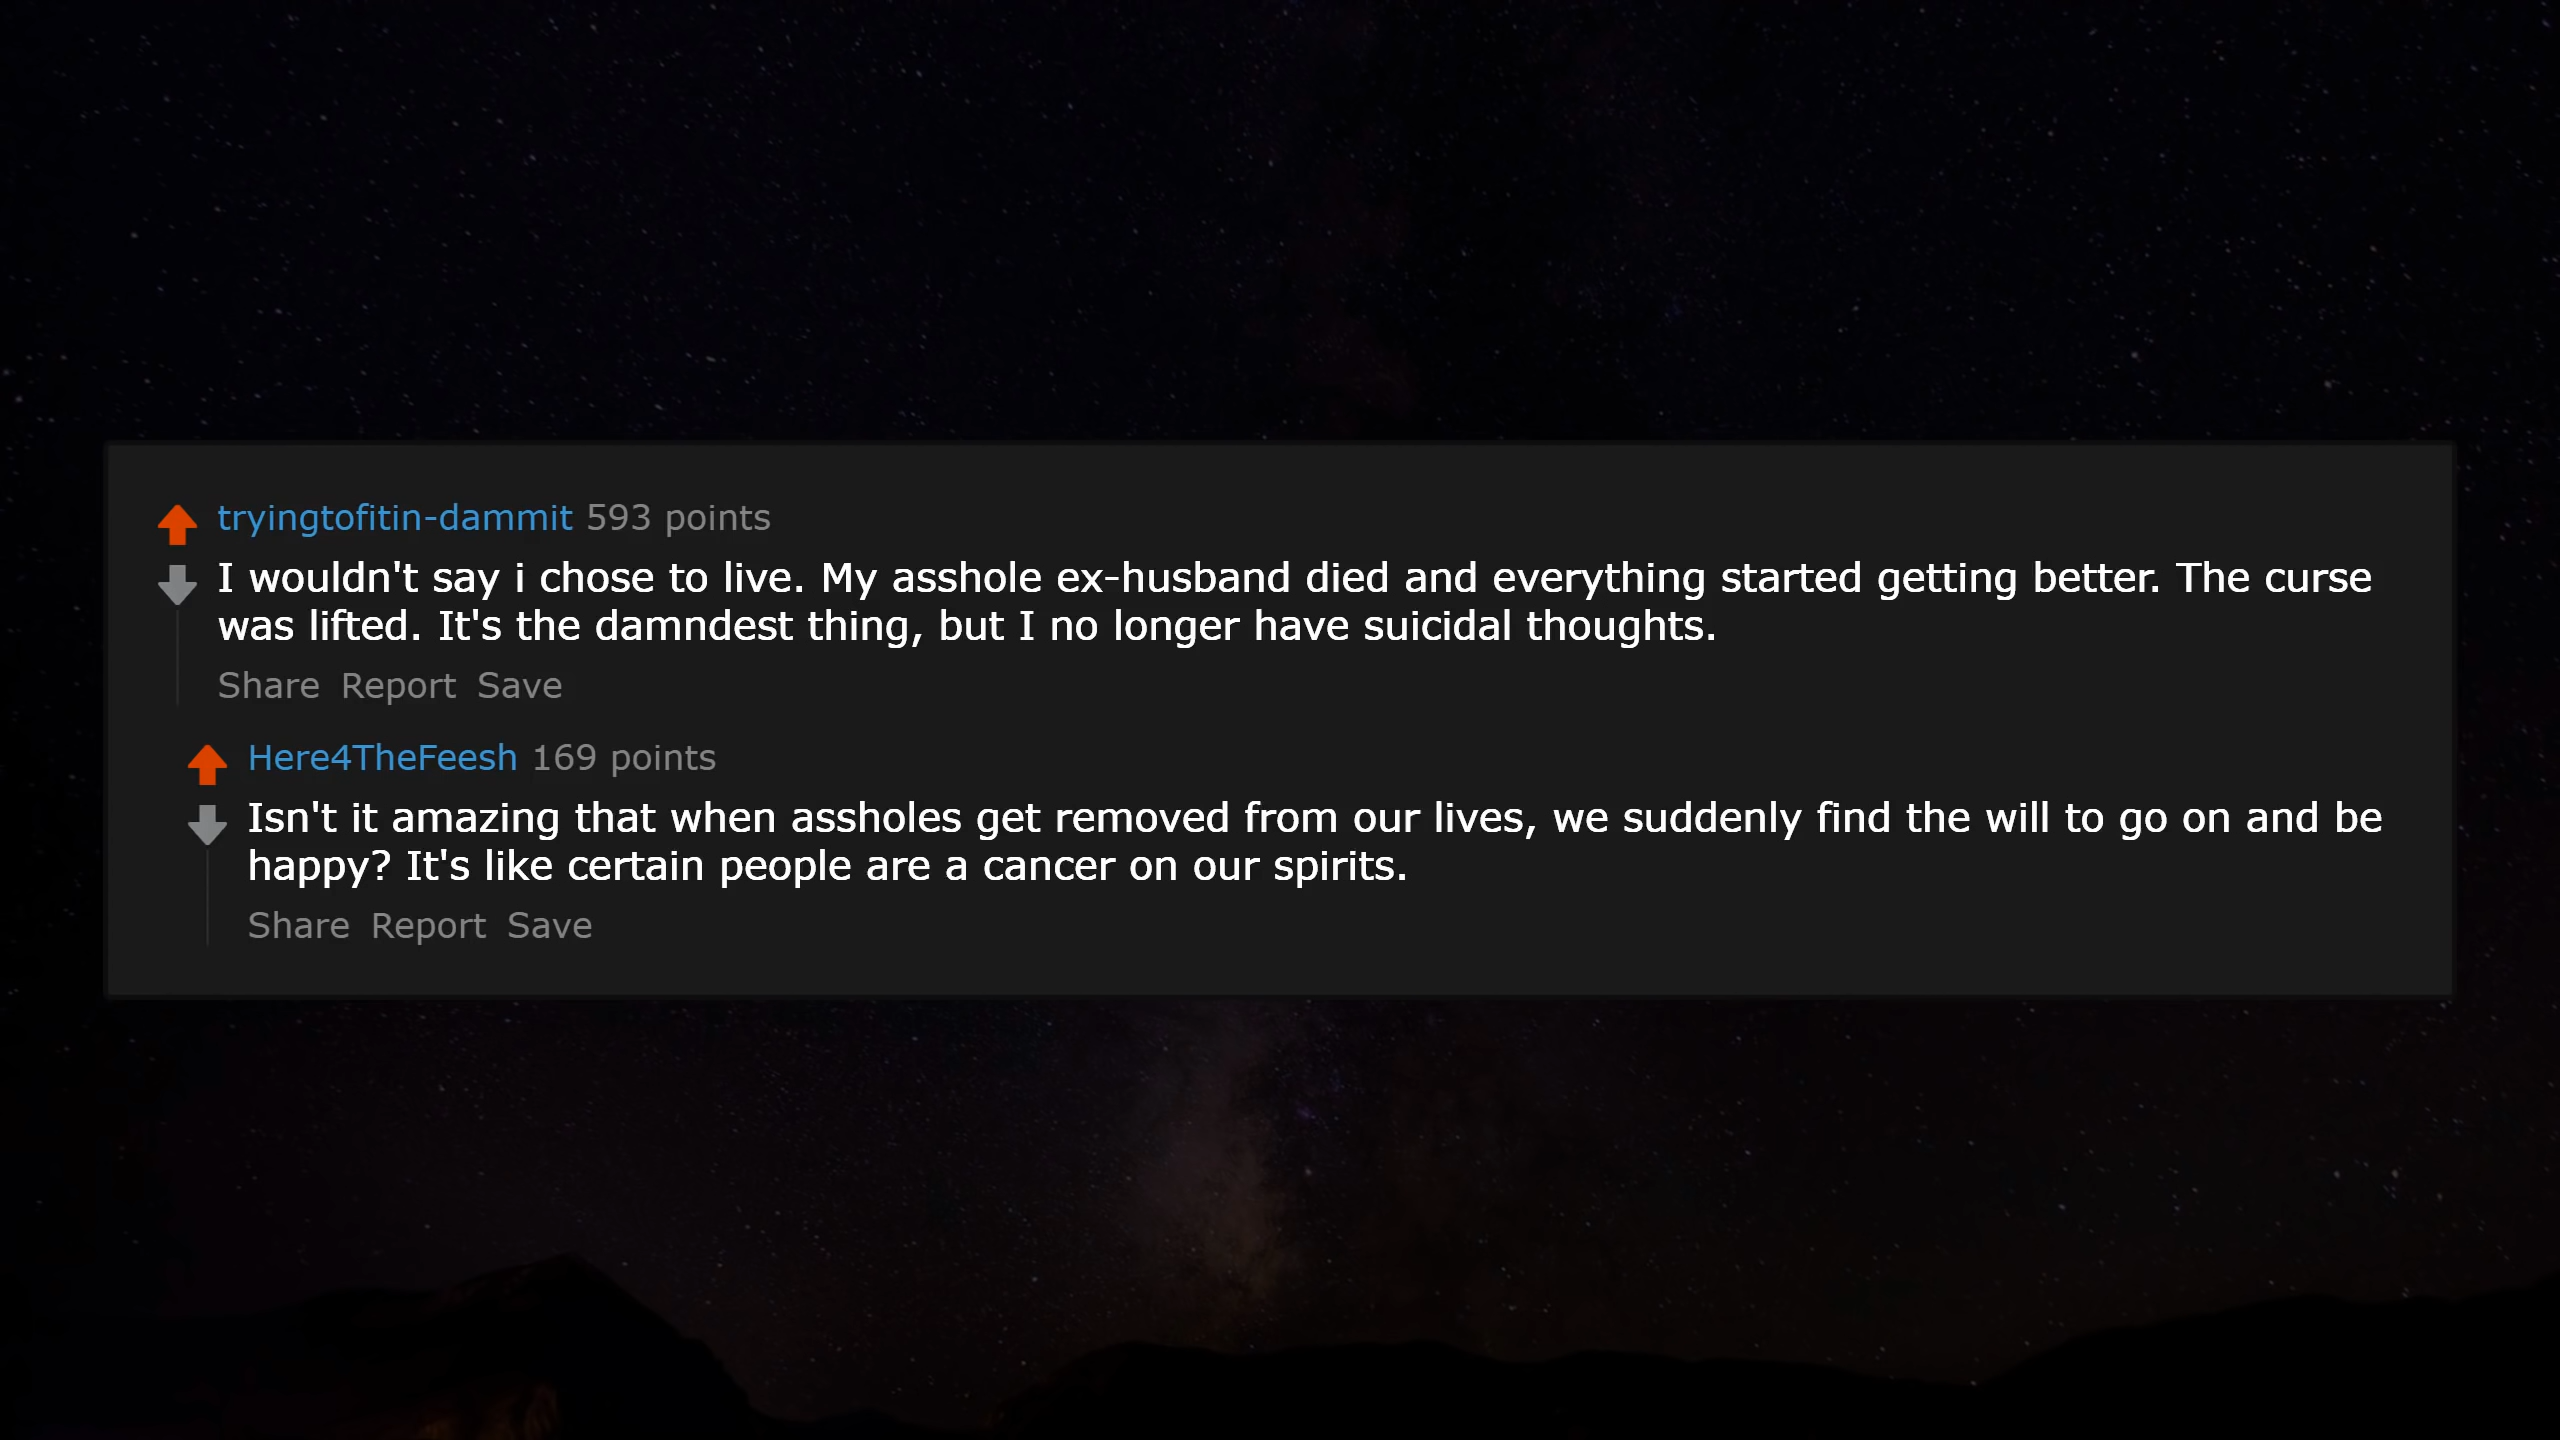 tryingtofitin-dammit 593 points
I wouldn't say i chose to live. My asshole ex-husband died and everything started getting better. The curse
was lifted. It's the damndest thing, but I no longer have suicidal thoughts.
Share Report Save
Here4TheFeesh 169 points
Isn't it amazing that when assholes get removed from our lives, we suddenly find the will to go on and be
happy? It's like certain people are a cancer on our spirits.
Share Report Save